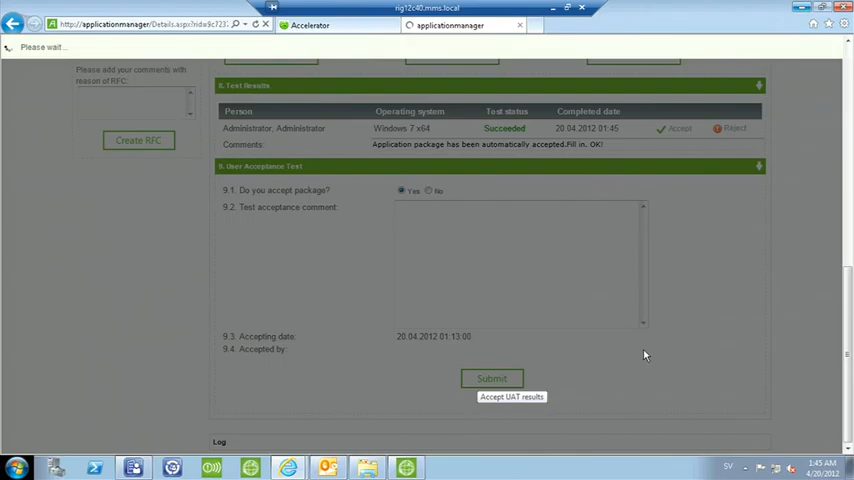 rig12c40.mms.local
http://applicationmanager/Details.aspx?rid=9c7237
Accelerator
applicationmanager
Please wait...
Please add your comments with
reason of RFC:
Create RFC
8. Test Results
Person Operating system Test status Completed date
Administrator, Administrator Windows 7 x64 Succeeded 20.04.2012 01:45 Accept Reject
Comments: Application package has been automatically accepted.Fill in. OK!
9. User Acceptance Test
9.1. Do you accept package? Yes No
9.2. Test acceptance comment:
9.3. Accepting date: 20.04.2012 01:13:00
9.4. Accepted by:
Submit
Accept UAT results
Log
SV
1:45 AM
4/20/2012